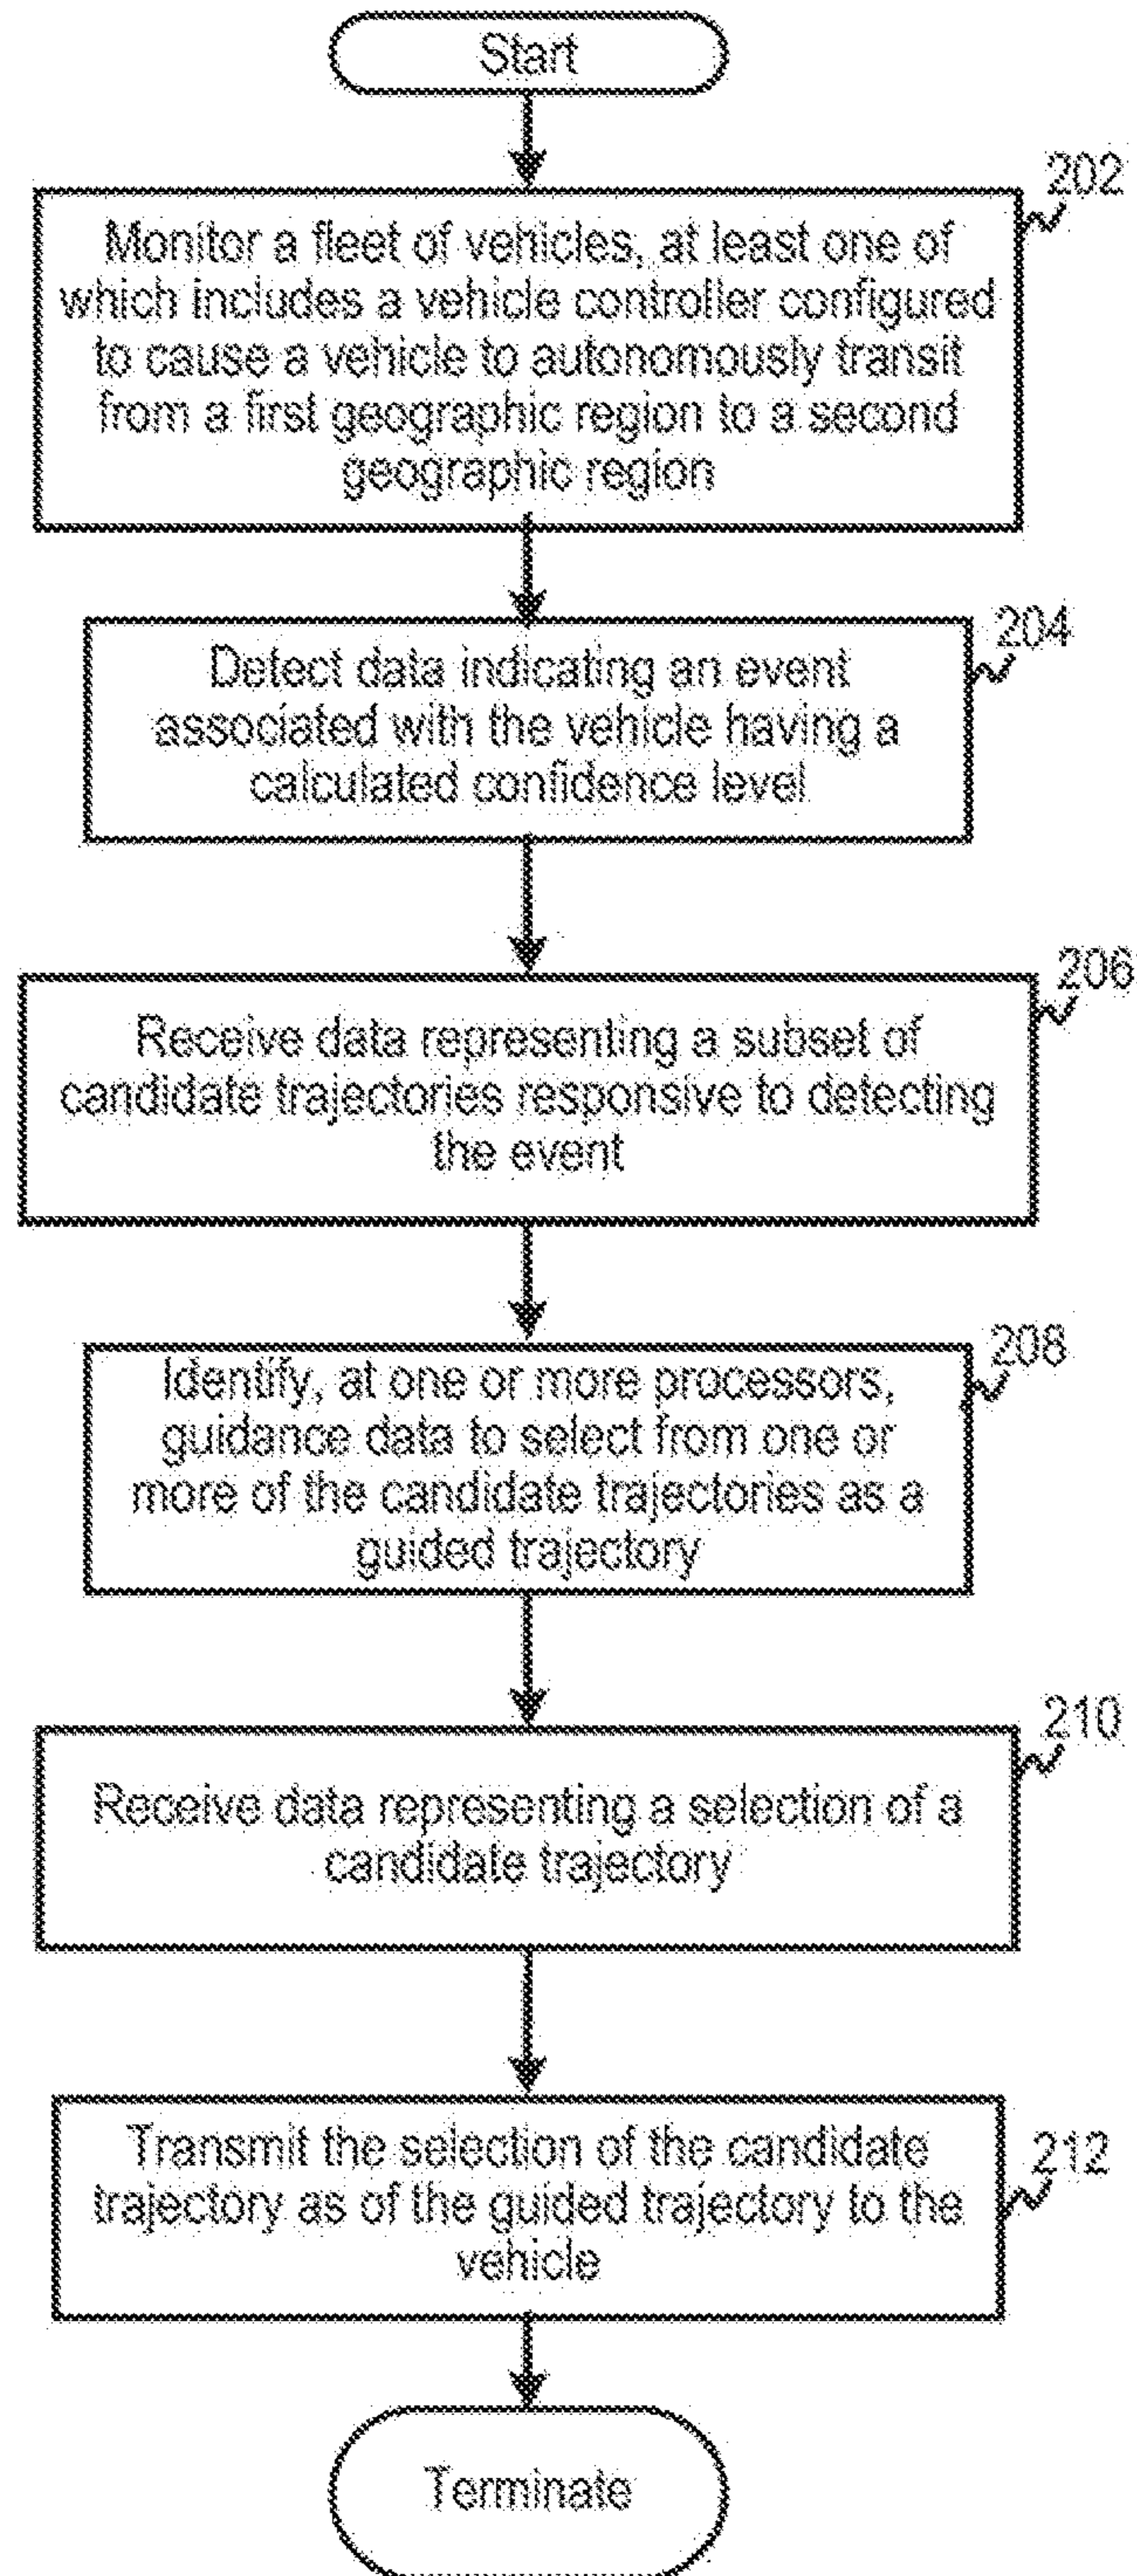 Start
202
Monitor a fleet of vehicles, at least one of
which includes a vehicle controller configured
to cause a vehicle to autonomously transit
from a first geographic region to a second
geographic region
204
Detect data indicating an event
associated with the vehicle having a
calculated confidence level
206
Receive data representing a subset of
candidate trajectories responsive to detecting
the event
208
Identify, at one or more processors,
guidance data to select from one or
more of the candidate trajectories as a
guided trajectory
210
Receive data representing a selection of a
candidate trajectory
212
Transmit the selection of the candidate
trajectory as of the guided trajectory to the
vehicle
Terminate